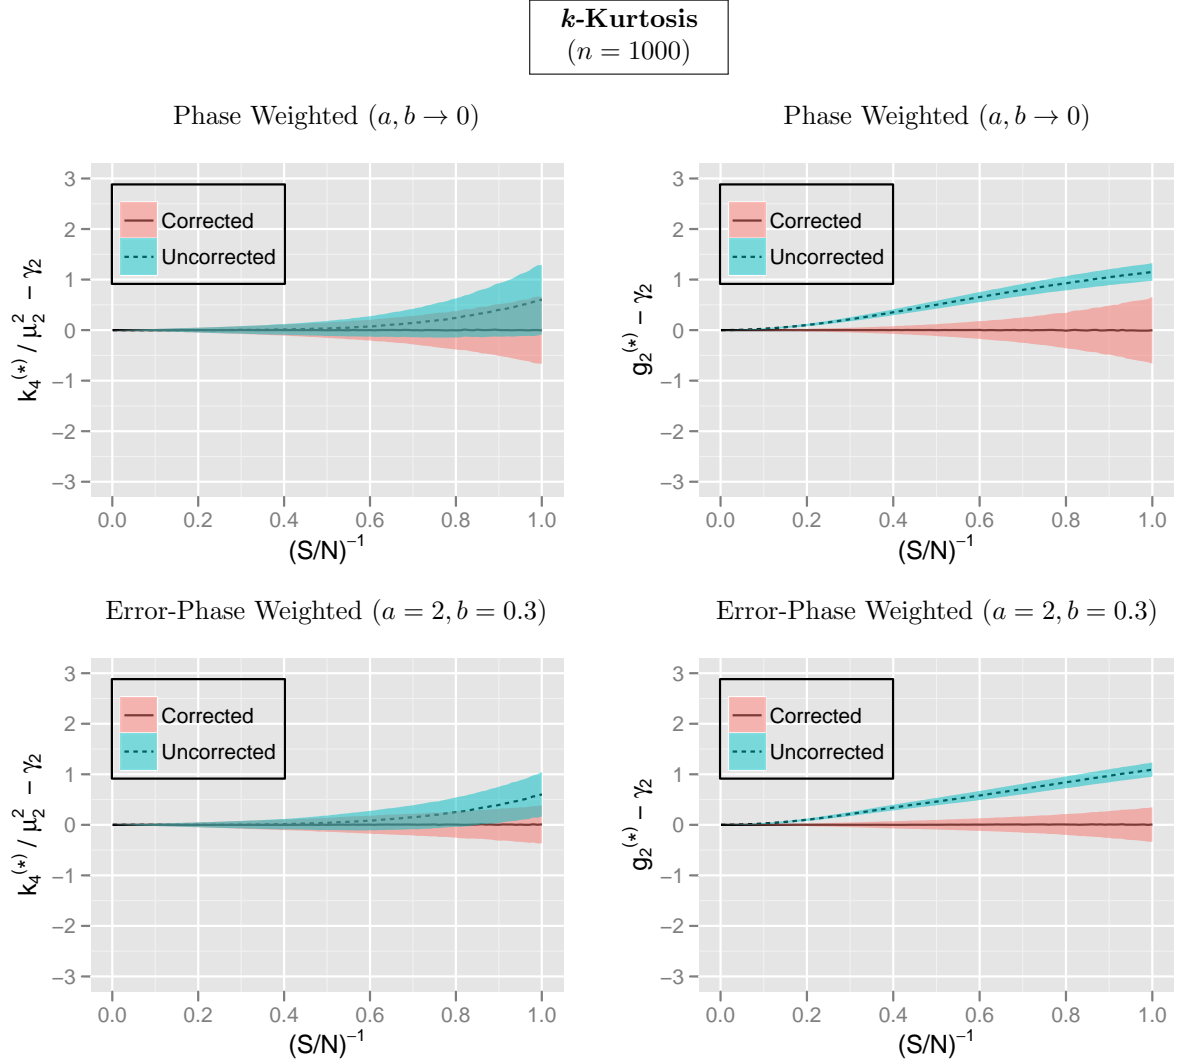 k-Kurtosis
(n = 1000)
Phase Weighted (a, b → 0)
Phase Weighted (a, b → 0)
3
2
1
0
−1
−2
−3
Corrected
Uncorrected
k₄⁽*⁾ / μ₂² − γ₂
0.0 0.2 0.4 0.6 0.8 1.0
(S/N)⁻¹
3
2
1
0
−1
−2
−3
Corrected
Uncorrected
g₂⁽*⁾ − γ₂
0.0 0.2 0.4 0.6 0.8 1.0
(S/N)⁻¹
Error-Phase Weighted (a = 2, b = 0.3)
Error-Phase Weighted (a = 2, b = 0.3)
3
2
1
0
−1
−2
−3
Corrected
Uncorrected
k₄⁽*⁾ / μ₂² − γ₂
0.0 0.2 0.4 0.6 0.8 1.0
(S/N)⁻¹
3
2
1
0
−1
−2
−3
Corrected
Uncorrected
g₂⁽*⁾ − γ₂
0.0 0.2 0.4 0.6 0.8 1.0
(S/N)⁻¹